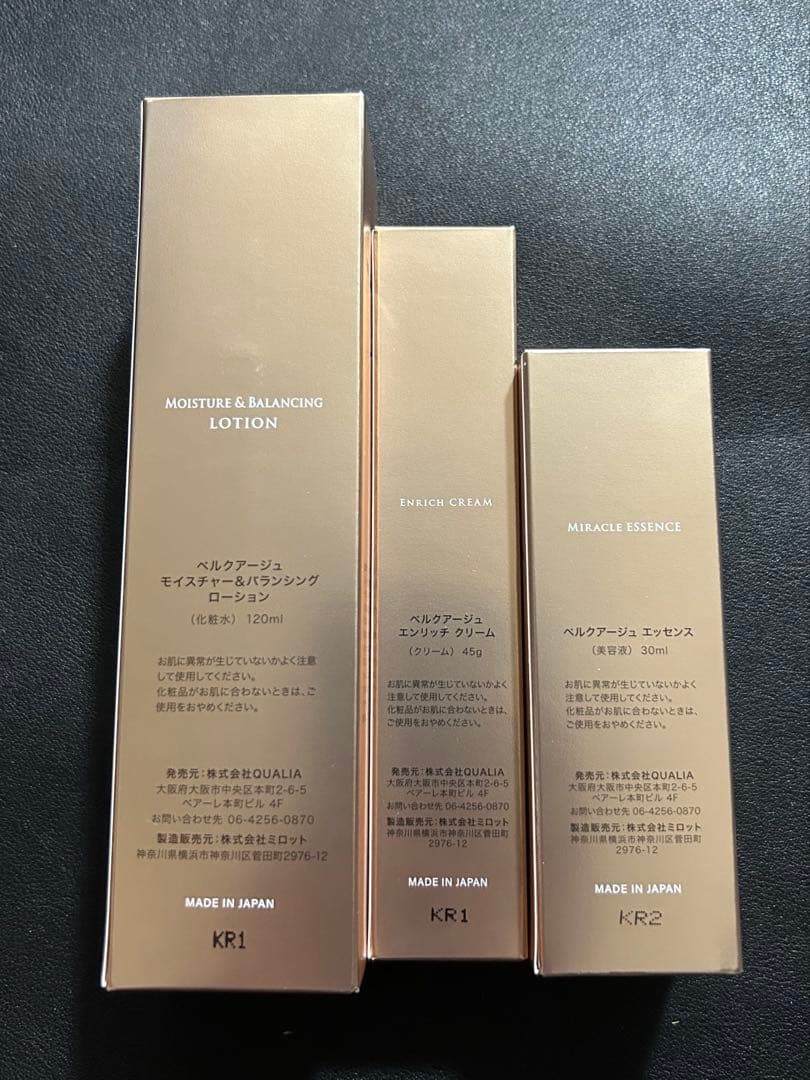 MOISTURE & BALANCING
LOTION
ベルクアージュ
モイスチャー&バランシング
ローション
（化粧水） 120ml
お肌に異常が生じていないかよく注意
して使用してください。
化粧品がお肌に合わないときは、ご
使用をおやめください。
発売元：株式会社QUALIA
大阪府大阪市中央区本町2-6-5
ベアーレ本町ビル 4F
お問い合わせ先 06-4256-0870
製造販売元：株式会社ミロット
神奈川県横浜市神奈川区菅田町2976-12
MADE IN JAPAN
KR1
ENRICH CREAM
ベルクアージュ
エンリッチ クリーム
（クリーム） 45g
お肌に異常が生じていないかよく
注意して使用してください。
化粧品がお肌に合わないときは、
ご使用をおやめください。
発売元：株式会社QUALIA
大阪府大阪市中央区本町2-6-5
ベアーレ本町ビル 4F
お問い合わせ先 06-4256-0870
製造販売元：株式会社ミロット
神奈川県横浜市神奈川区菅田町
2976-12
MADE IN JAPAN
KR1
MIRACLE ESSENCE
ベルクアージュ エッセンス
（美容液） 30ml
お肌に異常が生じていないかよく
注意して使用してください。
化粧品がお肌に合わないときは、
ご使用をおやめください。
発売元：株式会社QUALIA
大阪府大阪市中央区本町2-6-5
ベアーレ本町ビル 4F
お問い合わせ先 06-4256-0870
製造販売元：株式会社ミロット
神奈川県横浜市神奈川区菅田町
2976-12
MADE IN JAPAN
KR2